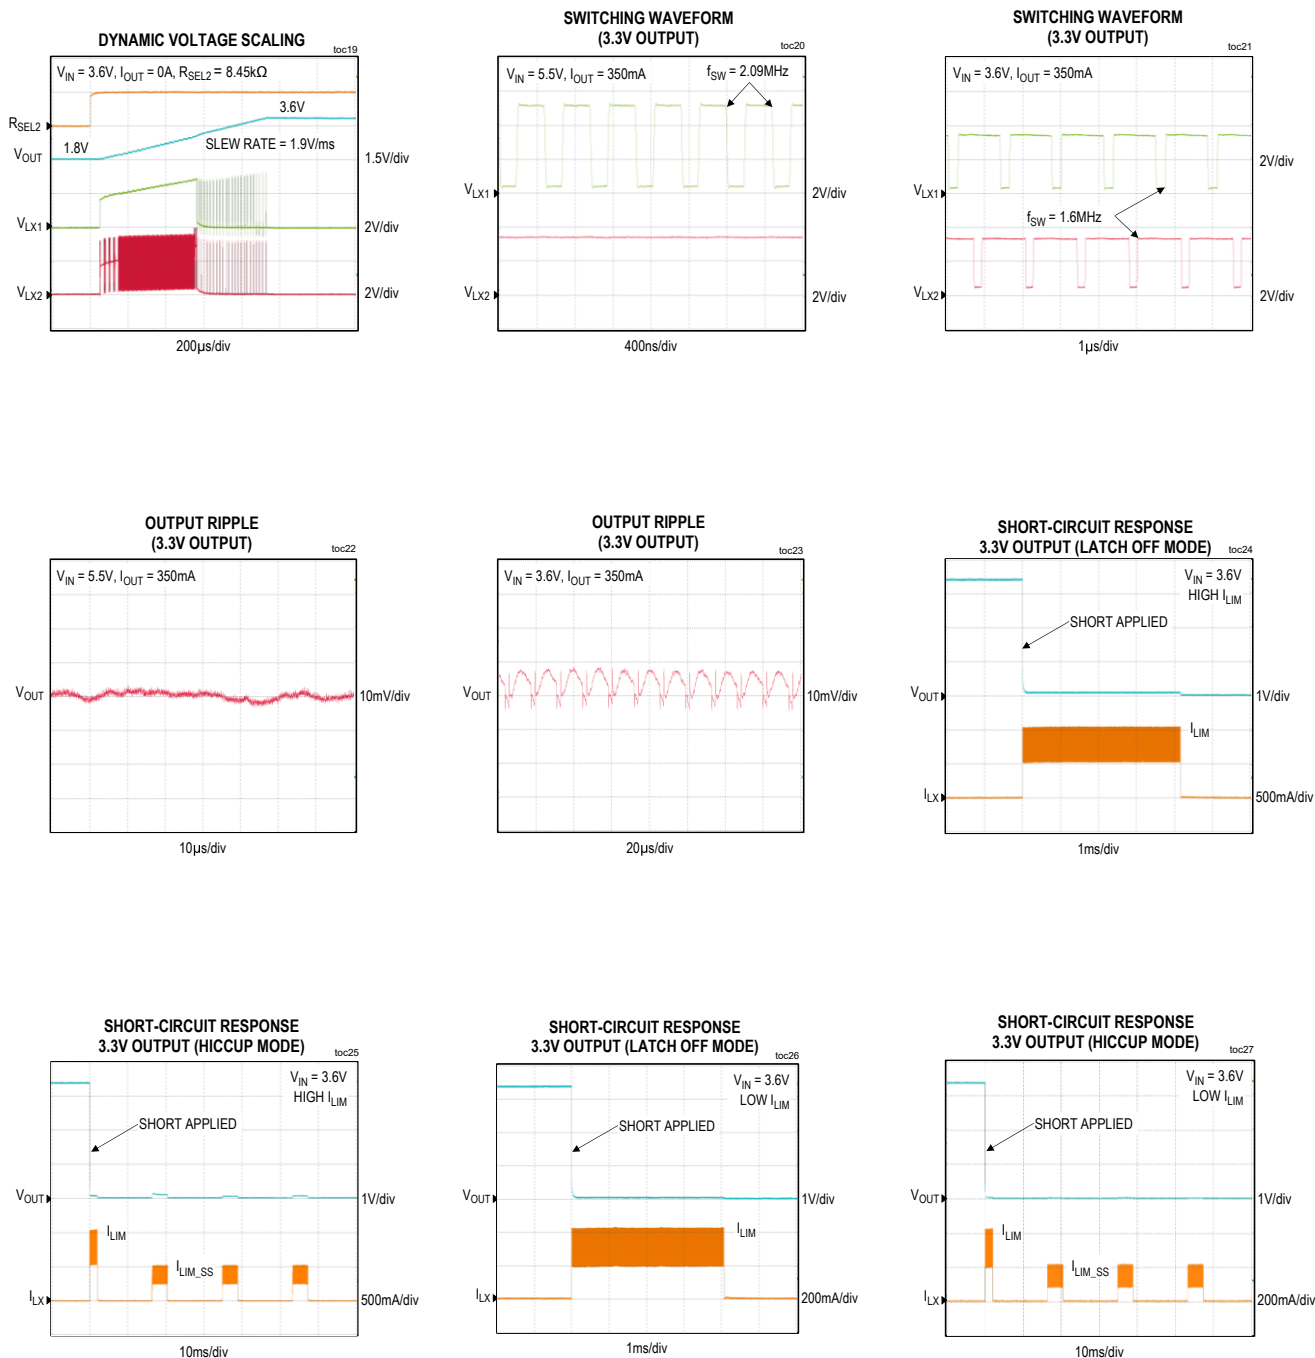 DYNAMIC VOLTAGE SCALING
toc19
VIN = 3.6V, IOUT = 0A, RSEL2 = 8.45kΩ
RSEL2
3.6V
VOUT
1.8V
SLEW RATE = 1.9V/ms
1.5V/div
VLX1
2V/div
VLX2
2V/div
200µs/div
SWITCHING WAVEFORM
(3.3V OUTPUT)
toc20
VIN = 5.5V, IOUT = 350mA
fSW = 2.09MHz
VLX1
2V/div
VLX2
2V/div
400ns/div
SWITCHING WAVEFORM
(3.3V OUTPUT)
toc21
VIN = 3.6V, IOUT = 350mA
2V/div
VLX1
fSW = 1.6MHz
VLX2
2V/div
1µs/div
OUTPUT RIPPLE
(3.3V OUTPUT)
toc22
VIN = 5.5V, IOUT = 350mA
VOUT
10mV/div
10µs/div
OUTPUT RIPPLE
(3.3V OUTPUT)
toc23
VIN = 3.6V, IOUT = 350mA
VOUT
10mV/div
20µs/div
SHORT-CIRCUIT RESPONSE
3.3V OUTPUT (LATCH OFF MODE)
toc24
VIN = 3.6V
HIGH ILIM
SHORT APPLIED
VOUT
1V/div
ILIM
ILX
500mA/div
1ms/div
SHORT-CIRCUIT RESPONSE
3.3V OUTPUT (HICCUP MODE)
toc25
VIN = 3.6V
HIGH ILIM
SHORT APPLIED
VOUT
1V/div
ILIM
ILIM_SS
ILX
500mA/div
10ms/div
SHORT-CIRCUIT RESPONSE
3.3V OUTPUT (LATCH OFF MODE)
toc26
VIN = 3.6V
LOW ILIM
SHORT APPLIED
VOUT
1V/div
ILIM
ILX
200mA/div
1ms/div
SHORT-CIRCUIT RESPONSE
3.3V OUTPUT (HICCUP MODE)
toc27
VIN = 3.6V
LOW ILIM
SHORT APPLIED
VOUT
1V/div
ILIM
ILIM_SS
ILX
200mA/div
10ms/div